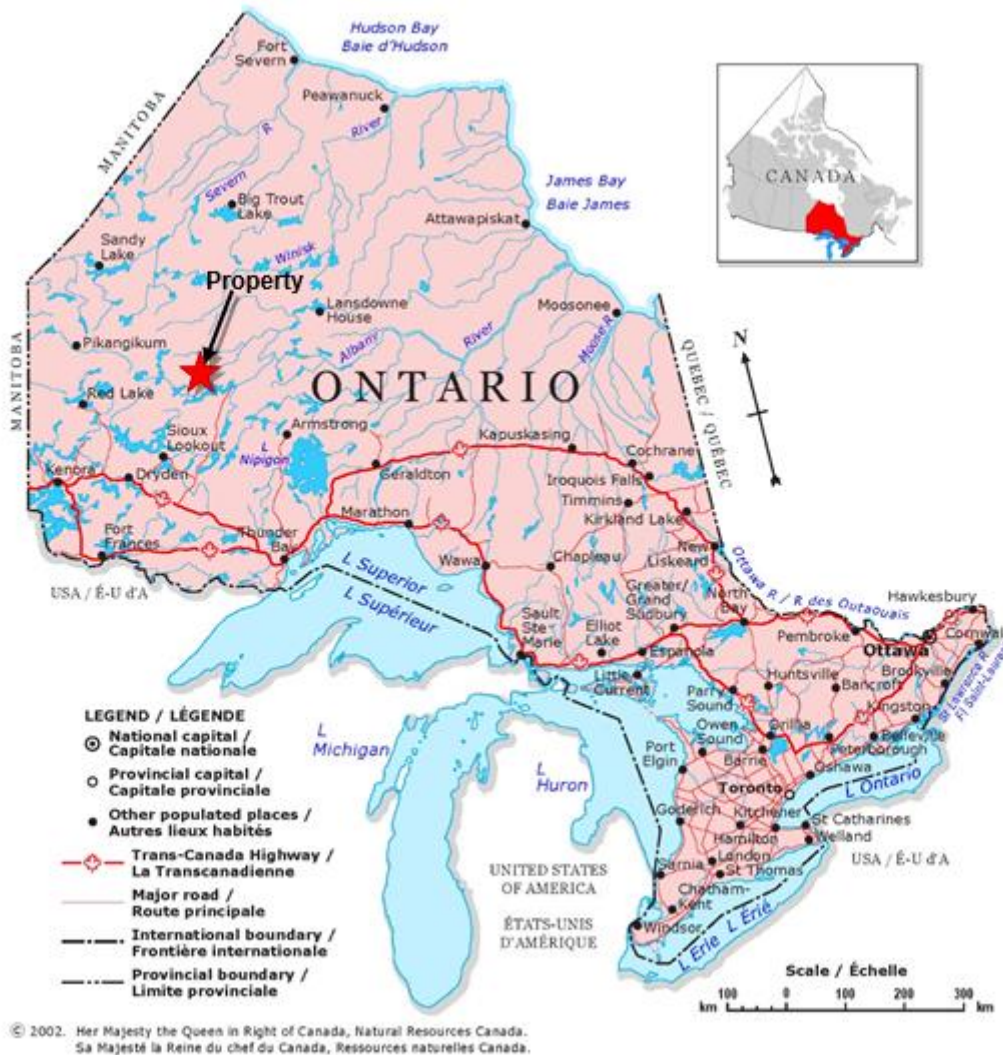 Hudson Bay
Baie d'Hudson
Fort
Severn
Peawanuck
MANITOBA
R
River
Severn
Big Trout
Lake
James Bay
Baie James
Attawapiskat
CANADA
Sandy
Lake
Winisk
Property
Lansdowne
House
Moosonee
Albany
River
Moose R
Pikangikum
MANITOBA
ONTARIO
QUEBEC / QUÉBEC
N
Red Lake
Sioux
Lookout
Armstrong
L
Nipigon
Kapuskasing
Cochrane
Kenora
Dryden
Geraldton
Iroquois Falls
Timmins
Marathon
Kirkland Lake
Fort
Frances
Thunder
Bay
Wawa
Chapleau
New
Liskeard
USA / É-U d'A
L Superior
L Supérieur
Greater/
Grand
Sudbury
North
Bay
Ottawa R / R des Outaouais
Hawkesbury
Sault
Ste-
Marie
Elliot
Lake
Espanola
Pembroke
Ottawa
Cornwall
Little
Current
Huntsville
Bancroft
Brockville
St Lawrence R
Fl Saint-Laurent
Parry
Sound
Kingston
Owen
Sound
Orillia
Belleville
Peterborough
Barrie
Port
Elgin
Oshawa
Toronto
L Ontario
L
Michigan
L
Huron
Goderich
Kitchener
St Catharines
Hamilton
Welland
London
Sarnia
St Thomas
USA / É-U d'A
UNITED STATES
OF AMERICA
Chatham-
Kent
ÉTATS-UNIS
D'AMÉRIQUE
Windsor
L Erie L Érié
LEGEND / LÉGENDE
National capital /
Capitale nationale
Provincial capital /
Capitale provinciale
Other populated places /
Autres lieux habités
Trans-Canada Highway /
La Transcanadienne
Major road /
Route principale
International boundary /
Frontière internationale
Provincial boundary /
Limite provinciale
Scale / Échelle
100 0 100 200 300
km km
© 2002. Her Majesty the Queen in Right of Canada, Natural Resources Canada.
Sa Majesté la Reine du chef du Canada, Ressources naturelles Canada.